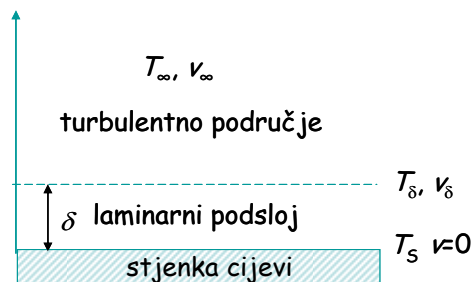 T∞, v∞
turbulentno područje
Tδ, vδ
δ laminarni podsloj
TS v=0
stjenka cijevi